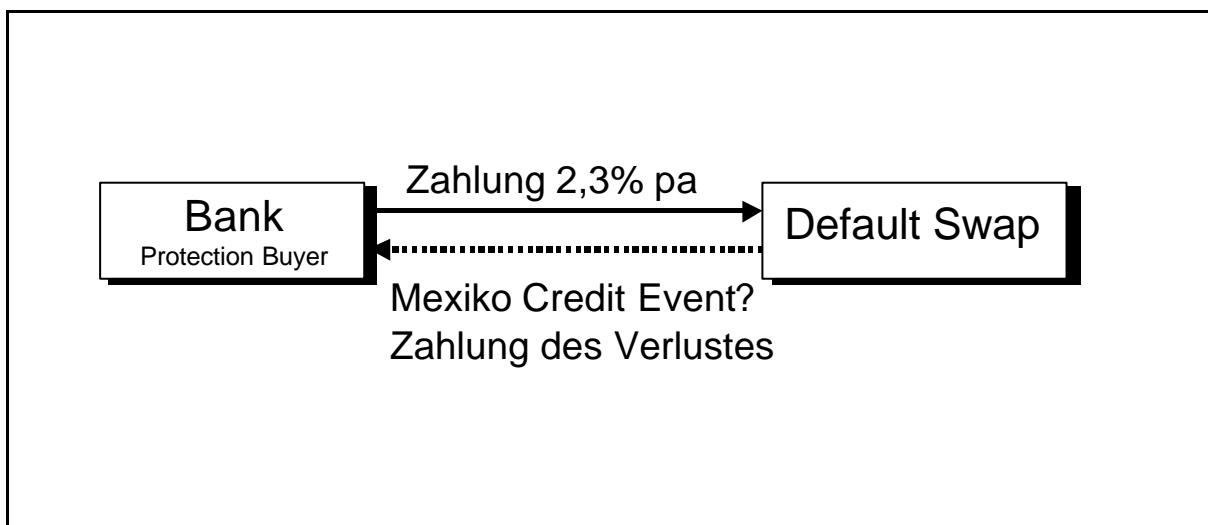 Zahlung 2,3% pa
Bank
Protection Buyer
Default Swap
Mexiko Credit Event?
Zahlung des Verlustes